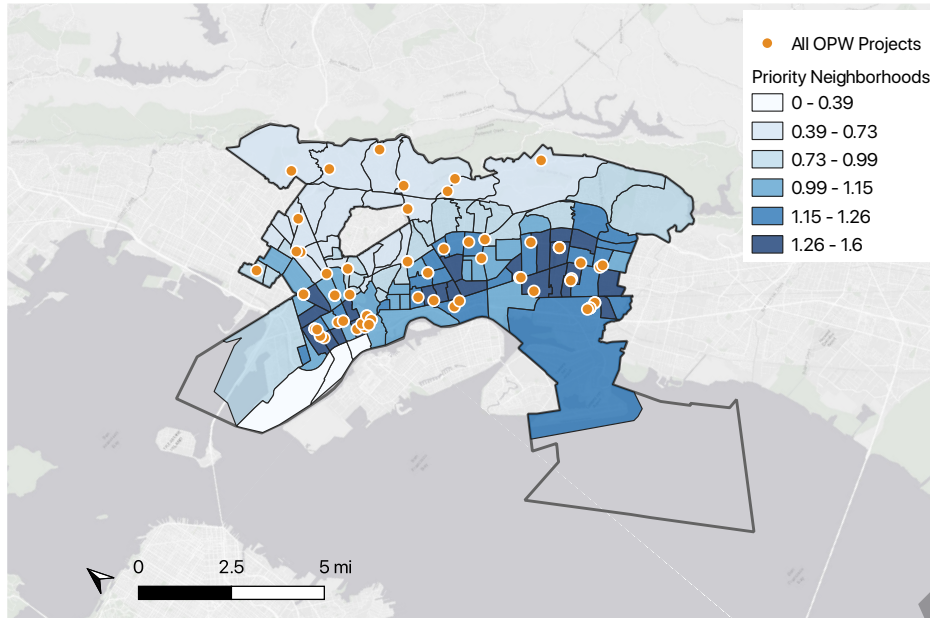 All OPW Projects
Priority Neighborhoods
0 - 0.39
0.39 - 0.73
0.73 - 0.99
0.99 - 1.15
1.15 - 1.26
1.26 - 1.6
0 2.5 5 mi